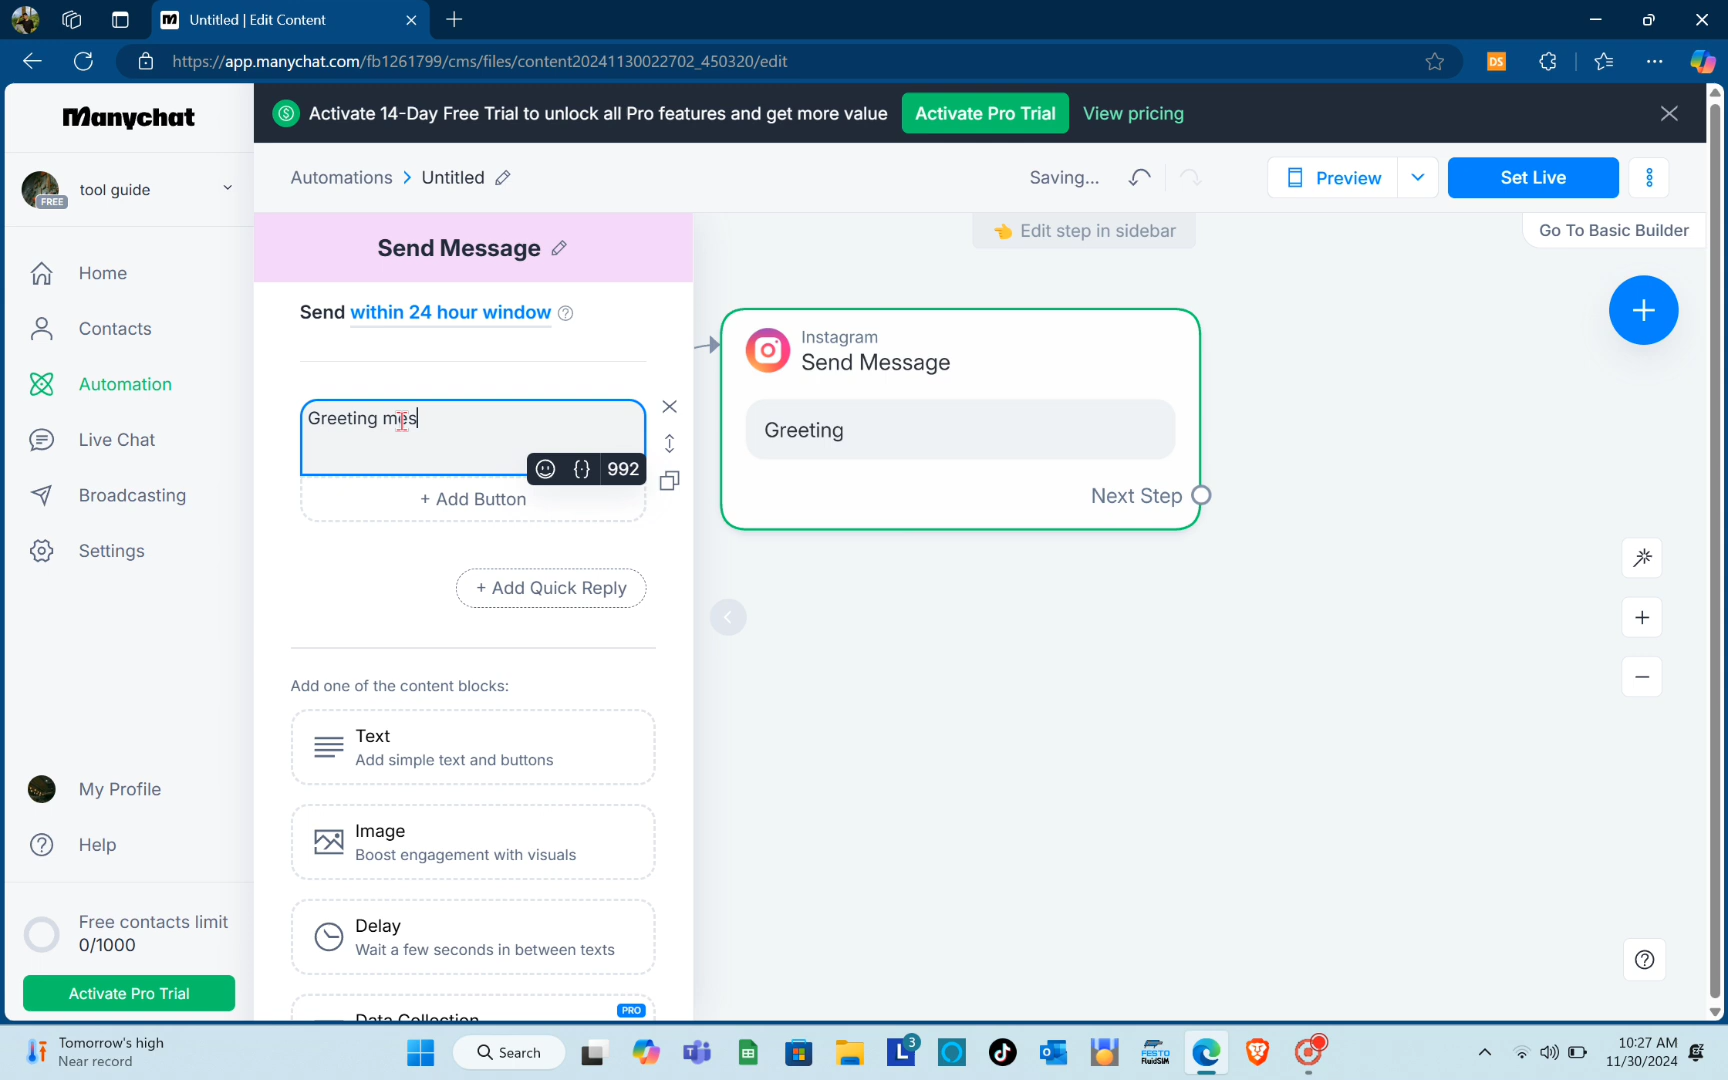 Untitled | Edit Content
https://app.manychat.com/fb1261799/cms/files/content20241130022702_450320/edit
DS
Manychat
Activate 14-Day Free Trial to unlock all Pro features and get more value
Activate Pro Trial
View pricing
tool guide
FREE
Automations > Untitled
Saving...
Preview
Set Live
Send Message
Edit step in sidebar
Go To Basic Builder
Home
Contacts
Automation
Live Chat
Broadcasting
Settings
Send within 24 hour window
Greeting mes
992
+ Add Button
+ Add Quick Reply
Instagram
Send Message
Greeting
Next Step
Add one of the content blocks:
Text
Add simple text and buttons
Image
Boost engagement with visuals
Delay
Wait a few seconds in between texts
PRO
Data Collection
My Profile
Help
Free contacts limit
0/1000
Activate Pro Trial
Tomorrow's high
Near record
Search
L
3
FESTO
FluidSIM
10:27 AM
11/30/2024